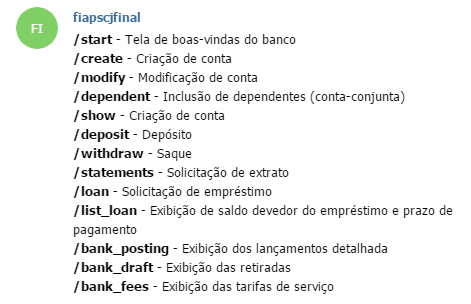 FI
fiapscjfinal
/start - Tela de boas-vindas do banco
/create - Criação de conta
/modify - Modificação de conta
/dependent - Inclusão de dependentes (conta-conjunta)
/show - Criação de conta
/deposit - Depósito
/withdraw - Saque
/statements - Solicitação de extrato
/loan - Solicitação de empréstimo
/list_loan - Exibição de saldo devedor do empréstimo e prazo de
pagamento
/bank_posting - Exibição dos lançamentos detalhada
/bank_draft - Exibição das retiradas
/bank_fees - Exibição das tarifas de serviço